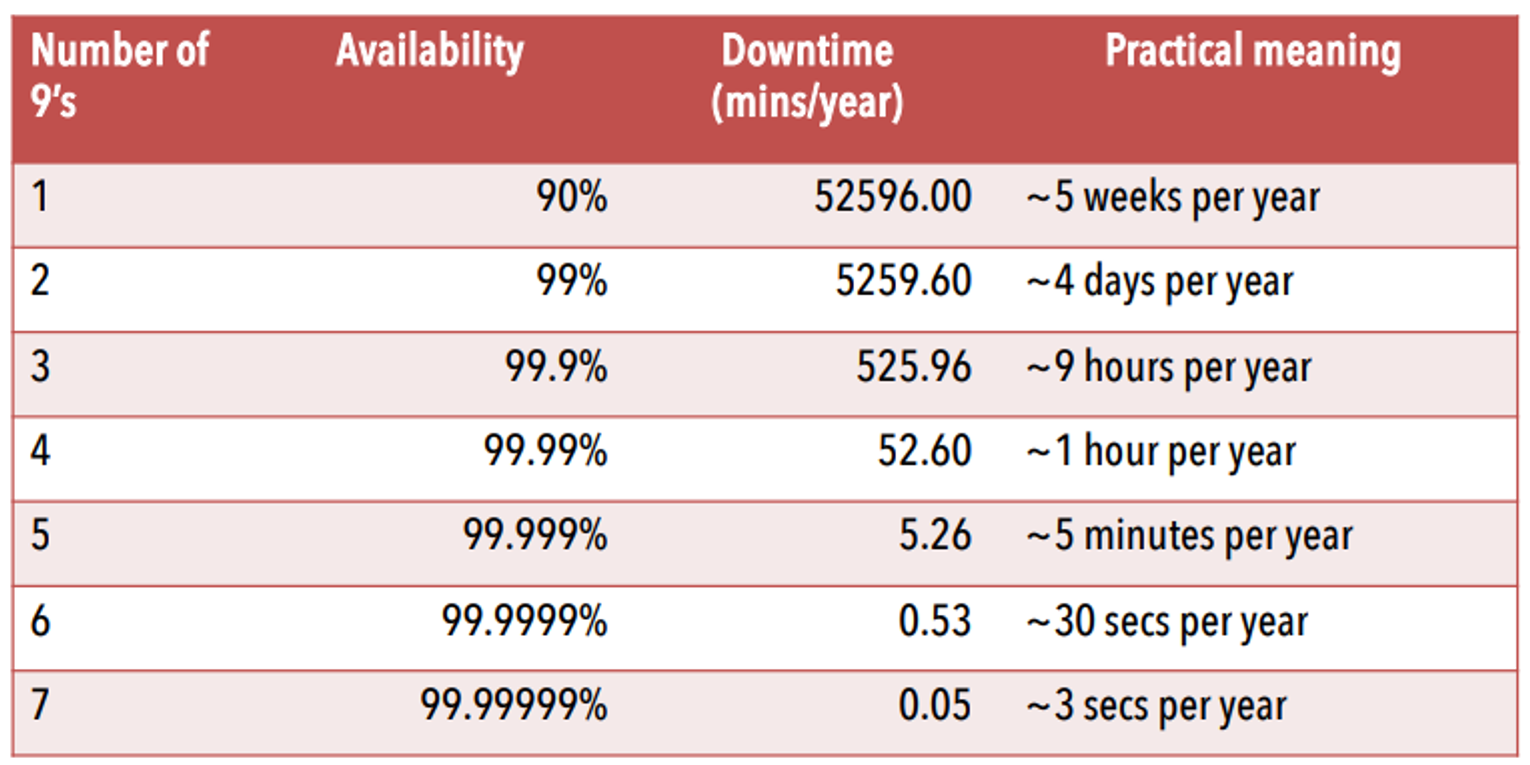 Number of 9's Availability Downtime (mins/year) Practical meaning
1 90% 52596.00 ~5 weeks per year
2 99% 5259.60 ~4 days per year
3 99.9% 525.96 ~9 hours per year
4 99.99% 52.60 ~1 hour per year
5 99.999% 5.26 ~5 minutes per year
6 99.9999% 0.53 ~30 secs per year
7 99.99999% 0.05 ~3 secs per year